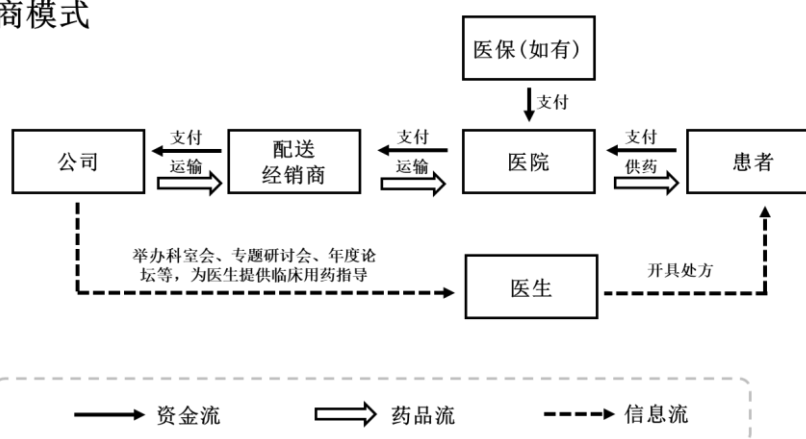 商模式
医保(如有)
支付
公司
支付
运输
配送
经销商
支付
运输
医院
支付
供药
患者
举办科室会、专题研讨会、年度论
坛等，为医生提供临床用药指导
医生
开具处方
资金流
药品流
信息流